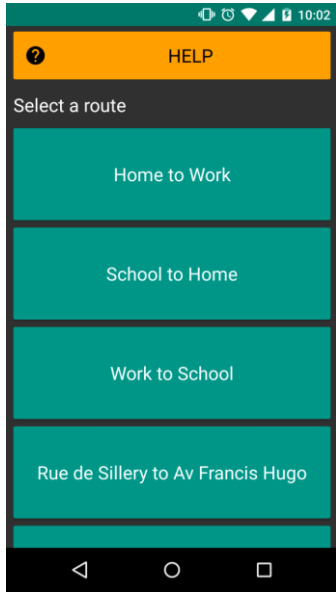 10:02
HELP
Select a route
Home to Work
School to Home
Work to School
Rue de Sillery to Av Francis Hugo